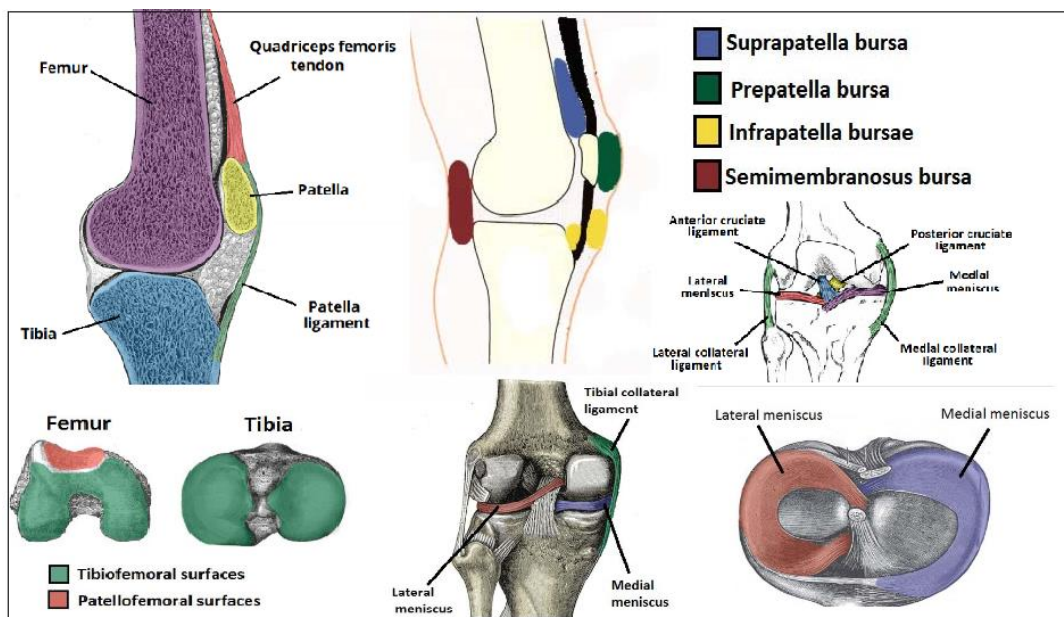 Femur
Quadriceps femoris
tendon
Patella
Patella
ligament
Tibia
Suprapatella bursa
Prepatella bursa
Infrapatella bursae
Semimembranosus bursa
Anterior cruciate
ligament
Posterior cruciate
ligament
Lateral
meniscus
Medial
meniscus
Lateral collateral
ligament
Medial collateral
ligament
Femur
Tibia
Tibiofemoral surfaces
Patellofemoral surfaces
Tibial collateral
ligament
Lateral
meniscus
Medial
meniscus
Lateral meniscus
Medial meniscus